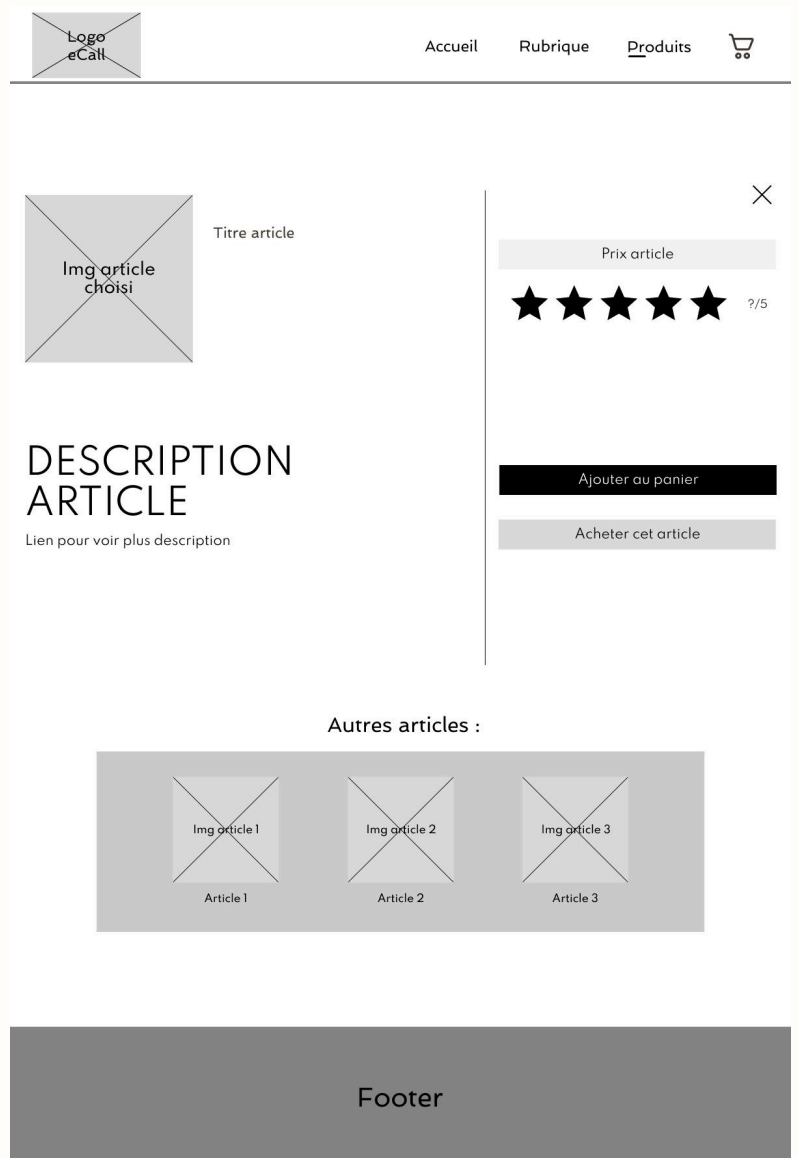 Logo
eCall
Accueil
Rubrique
Produits
Img article
choisi
Titre article
Prix article
?/5
DESCRIPTION
ARTICLE
Lien pour voir plus description
Ajouter au panier
Acheter cet article
Autres articles :
Img article 1
Img article 2
Img article 3
Article 1
Article 2
Article 3
Footer